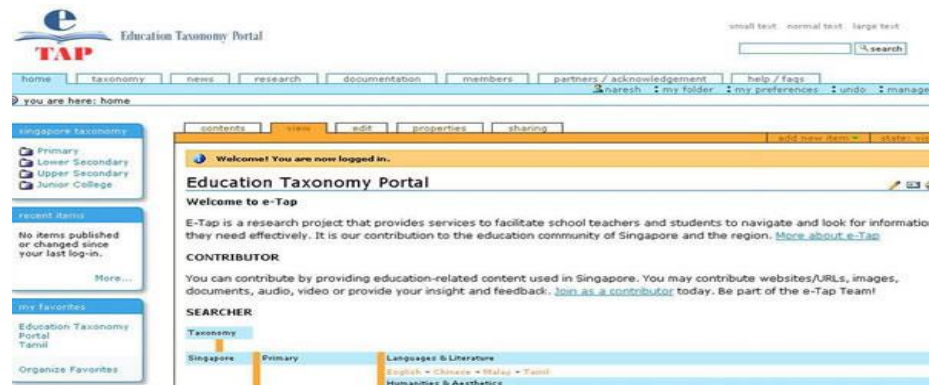 e
TAP
Education Taxonomy Portal
small text normal text large text
search
home taxonomy news research documentation members partners / acknowledgement help / faqs
naresh my folder my preferences undo manage
you are here: home
singapore taxonomy
Primary
Lower Secondary
Upper Secondary
Junior College
recent items
No items published
or changed since
your last log-in.
More...
my favorites
Education Taxonomy
Portal
Tamil
Organize Favorites
contents view edit properties sharing
add new item state:
Welcome! You are now logged in.
Education Taxonomy Portal
Welcome to e-Tap
E-Tap is a research project that provides services to facilitate school teachers and students to navigate and look for information
they need effectively. It is our contribution to the education community of Singapore and the region. More about e-Tap
CONTRIBUTOR
You can contribute by providing education-related content used in Singapore. You may contribute websites/URLs, images,
documents, audio, video or provide your insight and feedback. Join as a contributor today. Be part of the e-Tap Team!
SEARCHER
Taxonomy
Singapore Primary Languages & Literature
English - Chinese - Malay - Tamil
Humanities & Aesthetics